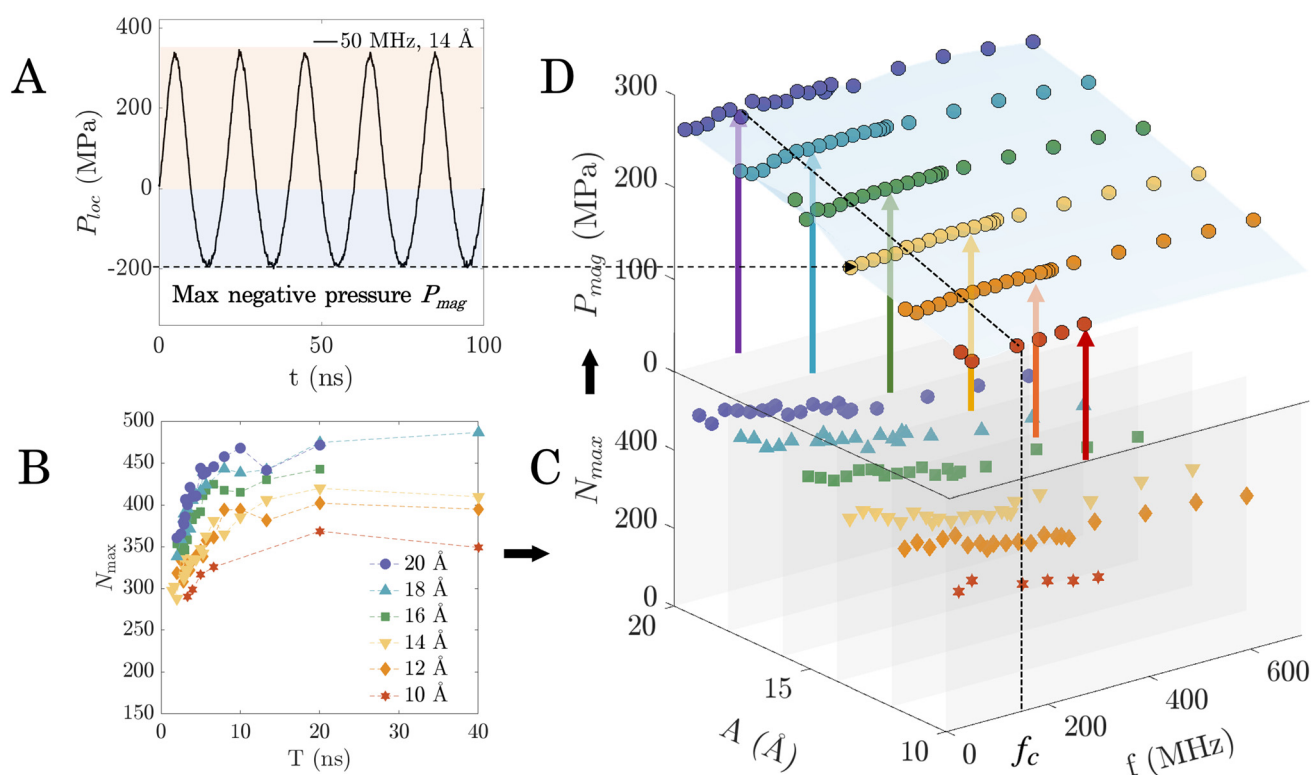 A
400
200
0
-200
P_loc (MPa)
50 MHz, 14 Å
Max negative pressure P_mag
0
50
100
t (ns)
B
500
450
400
350
300
250
200
150
N_max
20 Å
18 Å
16 Å
14 Å
12 Å
10 Å
0
10
20
30
40
T (ns)
D
300
200
100
0
P_mag (MPa)
C
400
200
0
N_max
20
15
10
A (Å)
0
f_c
200
400
600
f (MHz)